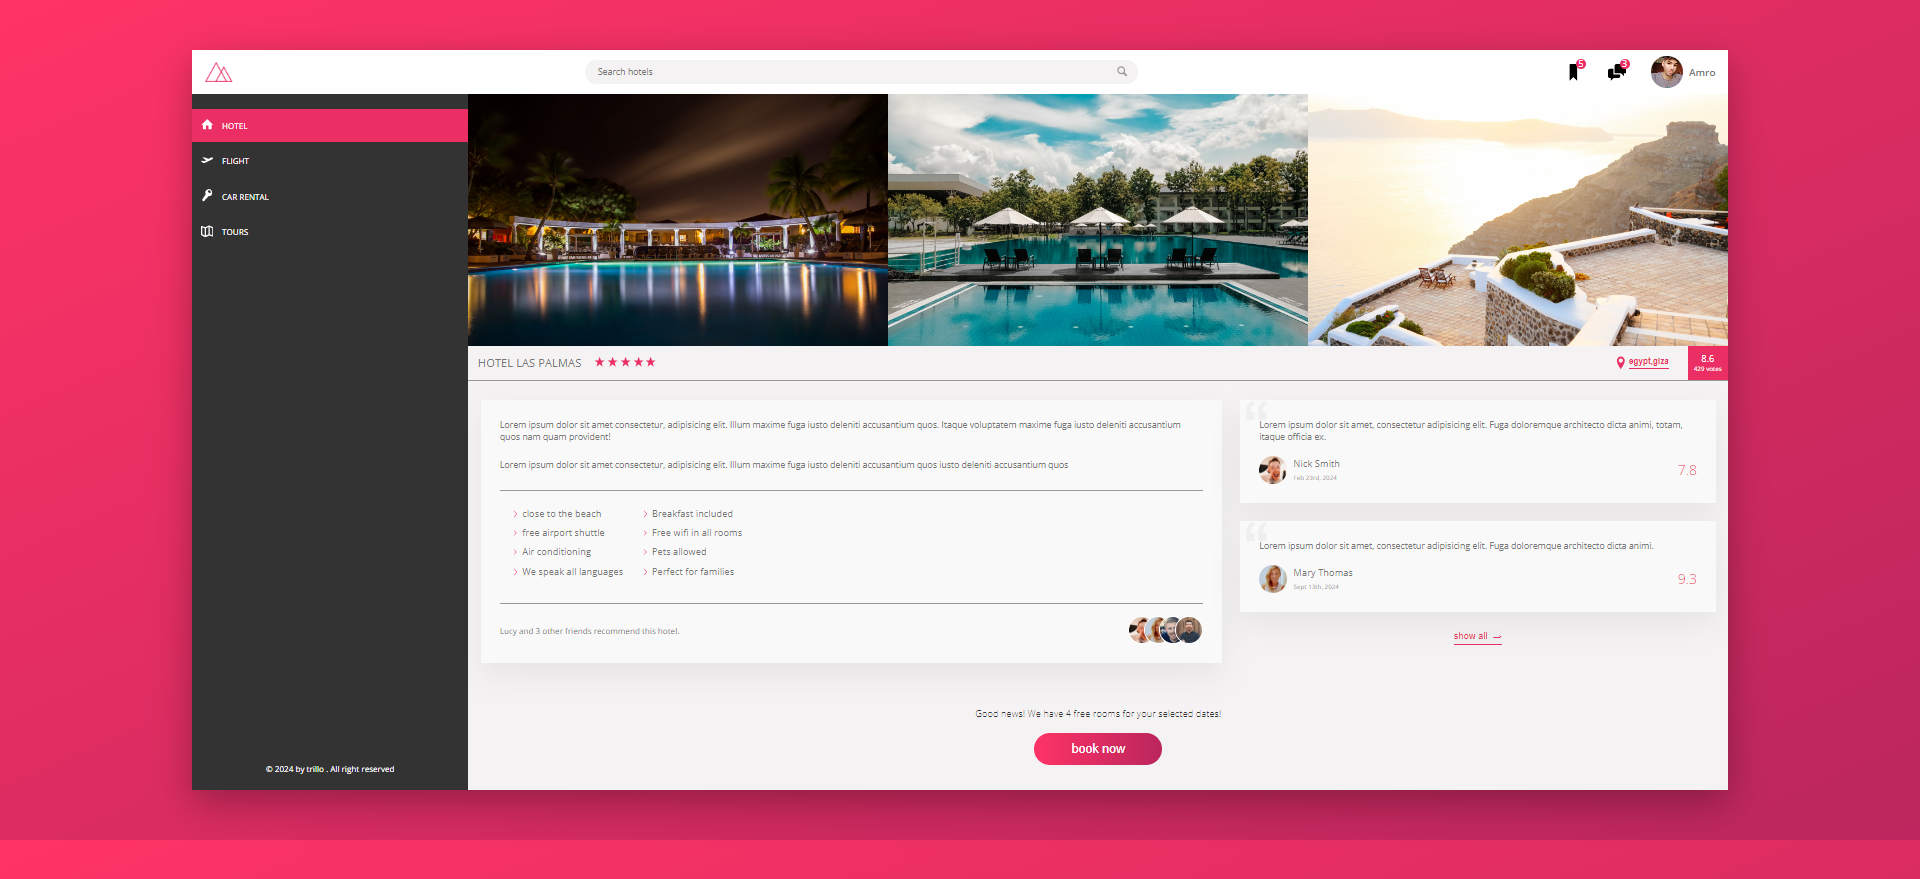 Search hotels
5
3
Amro
HOTEL
FLIGHT
CAR RENTAL
TOURS
© 2024 by trillo . All right reserved
HOTEL LAS PALMAS
egypt,giza
8.6
429 votes
Lorem ipsum dolor sit amet consectetur, adipisicing elit. Illum maxime fuga iusto deleniti accusantium quos. Itaque voluptatem maxime fuga iusto deleniti accusantium
quos nam quam provident!
Lorem ipsum dolor sit amet consectetur, adipisicing elit. Illum maxime fuga iusto deleniti accusantium quos iusto deleniti accusantium quos
close to the beach
free airport shuttle
Air conditioning
We speak all languages
Breakfast included
Free wifi in all rooms
Pets allowed
Perfect for families
Lucy and 3 other friends recommend this hotel.
“
Lorem ipsum dolor sit amet, consectetur adipisicing elit. Fuga doloremque architecto dicta animi, totam,
itaque officia ex.
Nick Smith
Feb 23rd, 2024
7.8
“
Lorem ipsum dolor sit amet, consectetur adipisicing elit. Fuga doloremque architecto dicta animi.
Mary Thomas
Sept 13th, 2024
9.3
show all
Good news! We have 4 free rooms for your selected dates!
book now